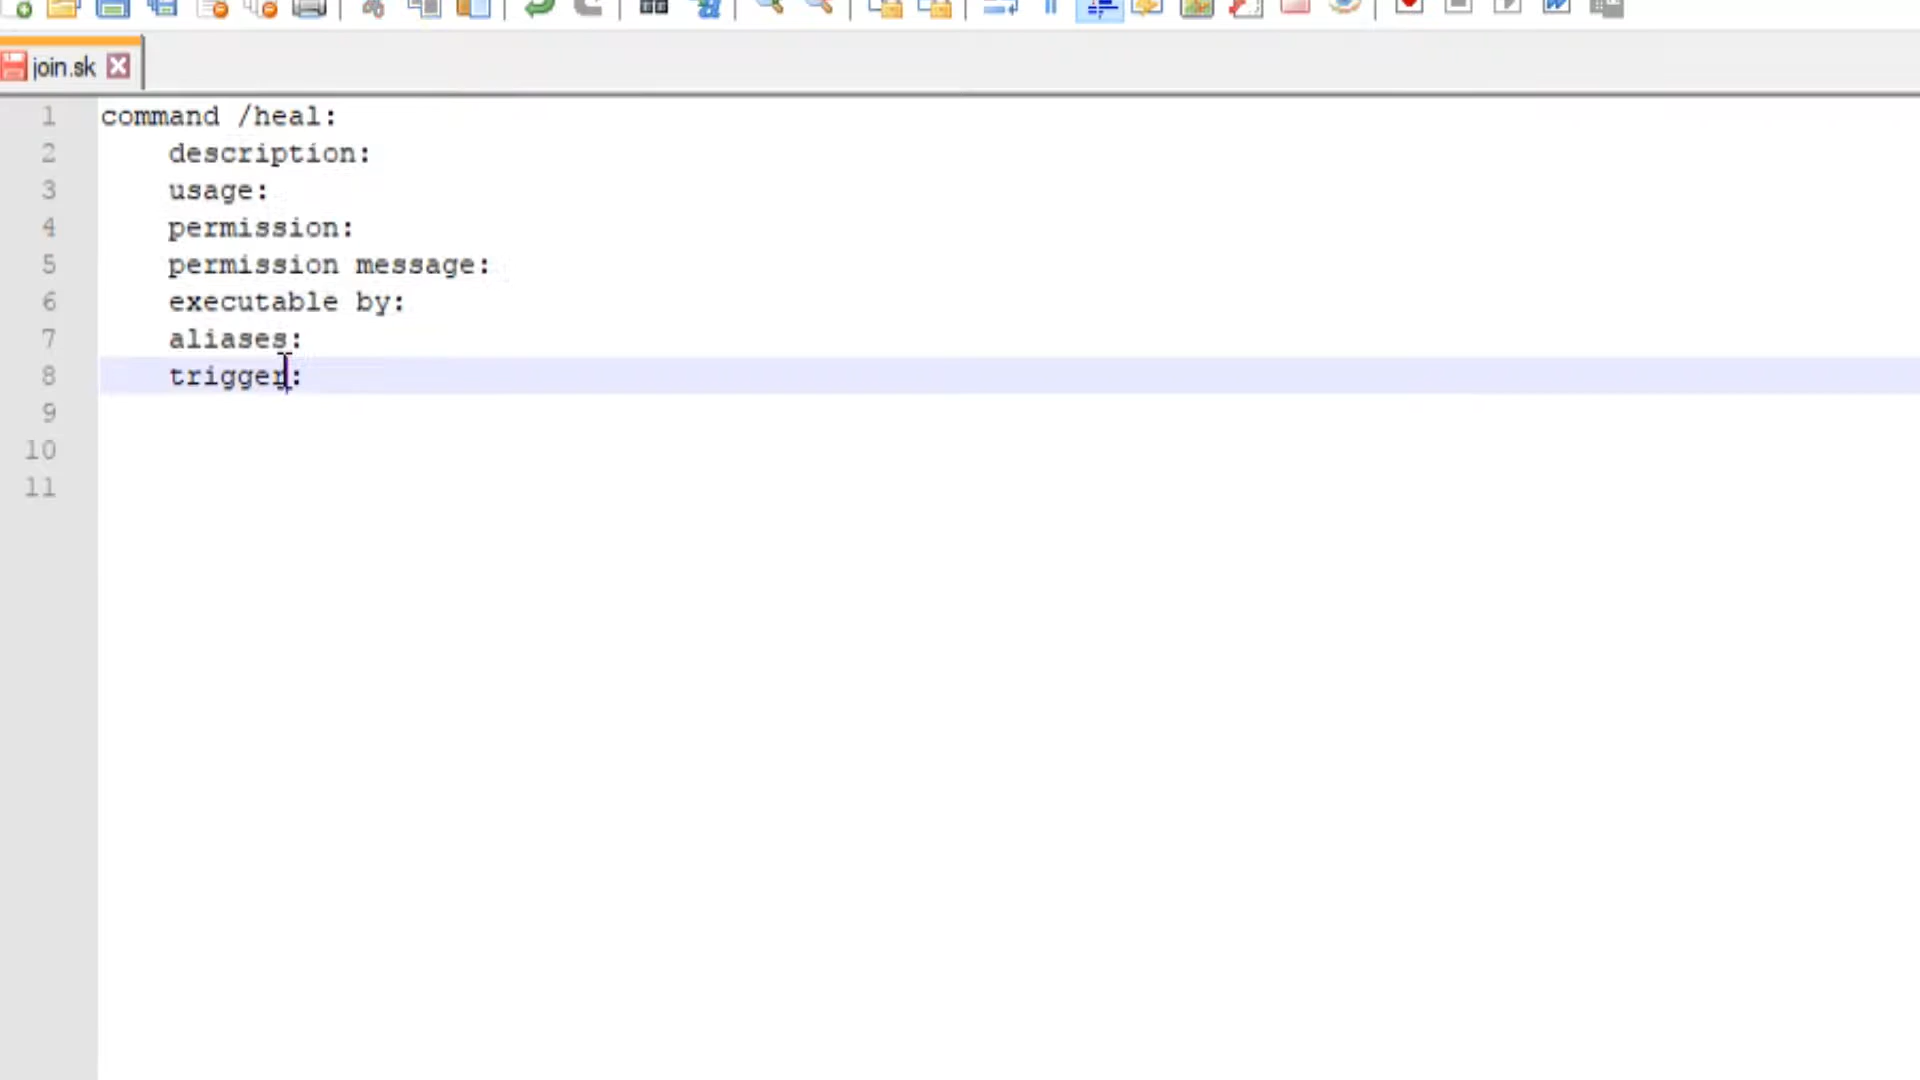 join.sk
1 command /heal:
2 description:
3 usage:
4 permission:
5 permission message:
6 executable by:
7 aliases:
8 trigger:
9
10
11